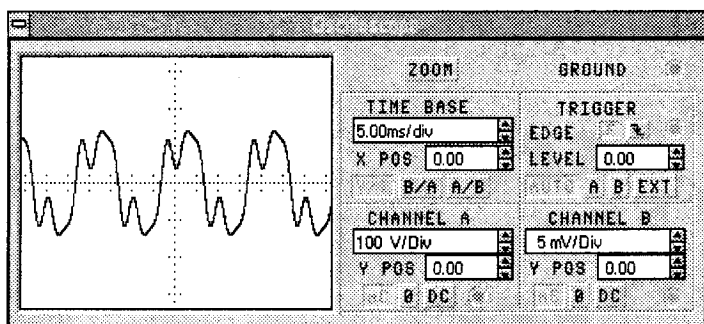 ZOOM GROUND
TIME BASE
5.00ms/div
X POS 0.00
B/A A/B
TRIGGER
EDGE
LEVEL 0.00
A B EXT
CHANNEL A
100 V/Div
Y POS 0.00
0 DC
CHANNEL B
5 mV/Div
Y POS 0.00
0 DC